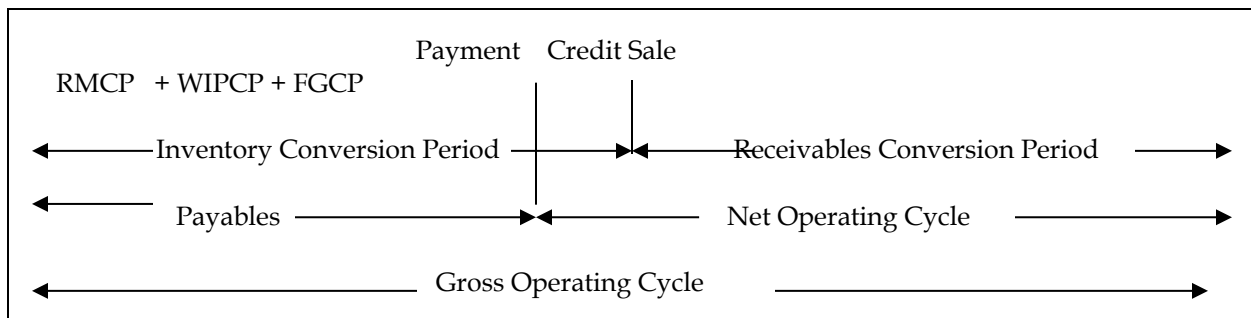 Payment Credit Sale
RMCP + WIPCP + FGCP
Inventory Conversion Period Receivables Conversion Period
Payables Net Operating Cycle
Gross Operating Cycle